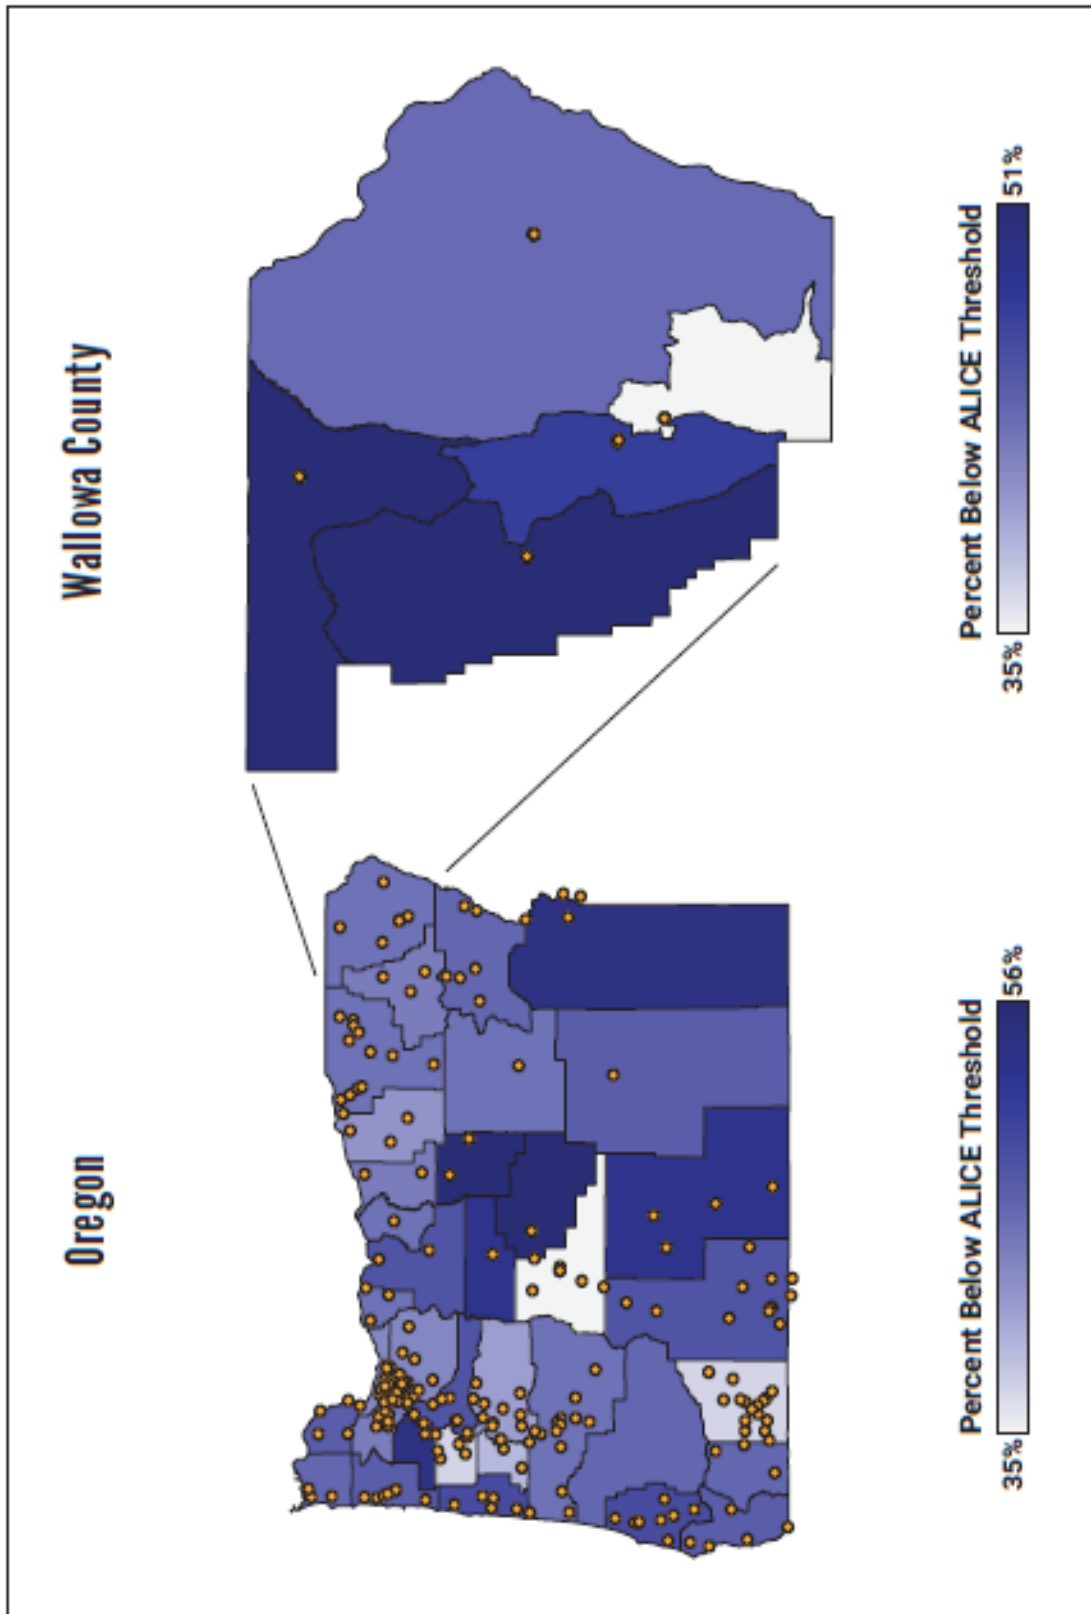 Oregon
Wallowa County
Percent Below ALICE Threshold
35%
56%
Percent Below ALICE Threshold
35%
51%